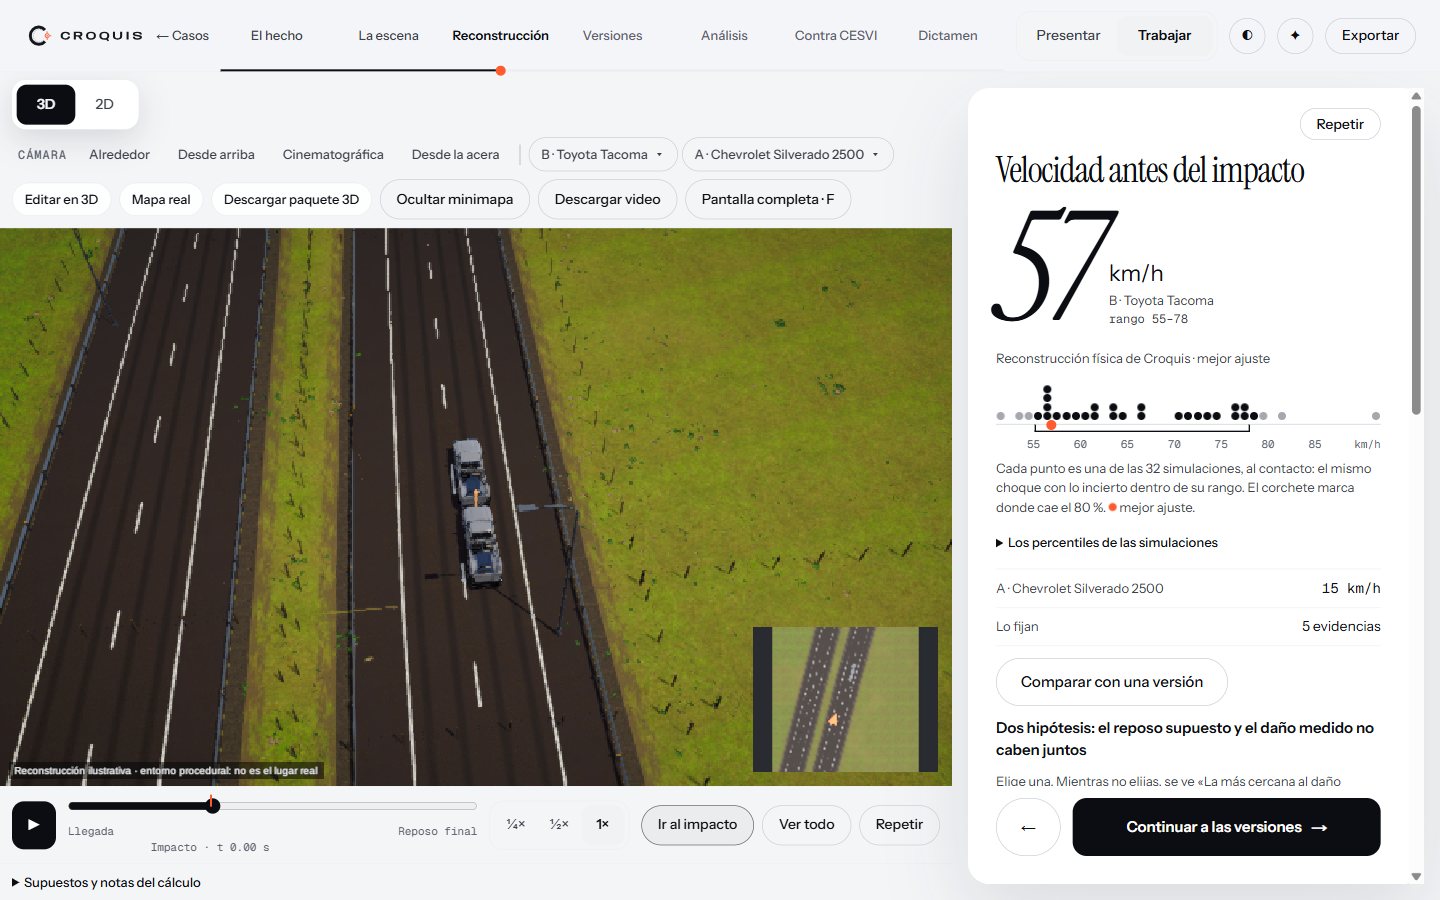 CROQUIS
← Casos
El hecho
La escena
Reconstrucción
Versiones
Análisis
Contra CESVI
Dictamen
Presentar
Trabajar
Exportar
3D
2D
CÁMARA
Alrededor
Desde arriba
Cinematográfica
Desde la acera
B · Toyota Tacoma
A · Chevrolet Silverado 2500
Editar en 3D
Mapa real
Descargar paquete 3D
Ocultar minimapa
Descargar video
Pantalla completa · F
Reconstrucción ilustrativa - entorno procedural: no es el lugar real
Llegada
Reposo final
Impacto · t 0.00 s
¼×
½×
1×
Ir al impacto
Ver todo
Repetir
Supuestos y notas del cálculo
Repetir
Velocidad antes del impacto
57
km/h
B · Toyota Tacoma
rango 55–78
Reconstrucción física de Croquis · mejor ajuste
55 60 65 70 75 80 85 km/h
Cada punto es una de las 32 simulaciones, al contacto: el mismo
choque con lo incierto dentro de su rango. El corchete marca
donde cae el 80 %. mejor ajuste.
Los percentiles de las simulaciones
A · Chevrolet Silverado 2500 15 km/h
Lo fijan 5 evidencias
Comparar con una versión
Dos hipótesis: el reposo supuesto y el daño medido no
caben juntos
Elige una. Mientras no elijas, se ve «La más cercana al daño
←
Continuar a las versiones →